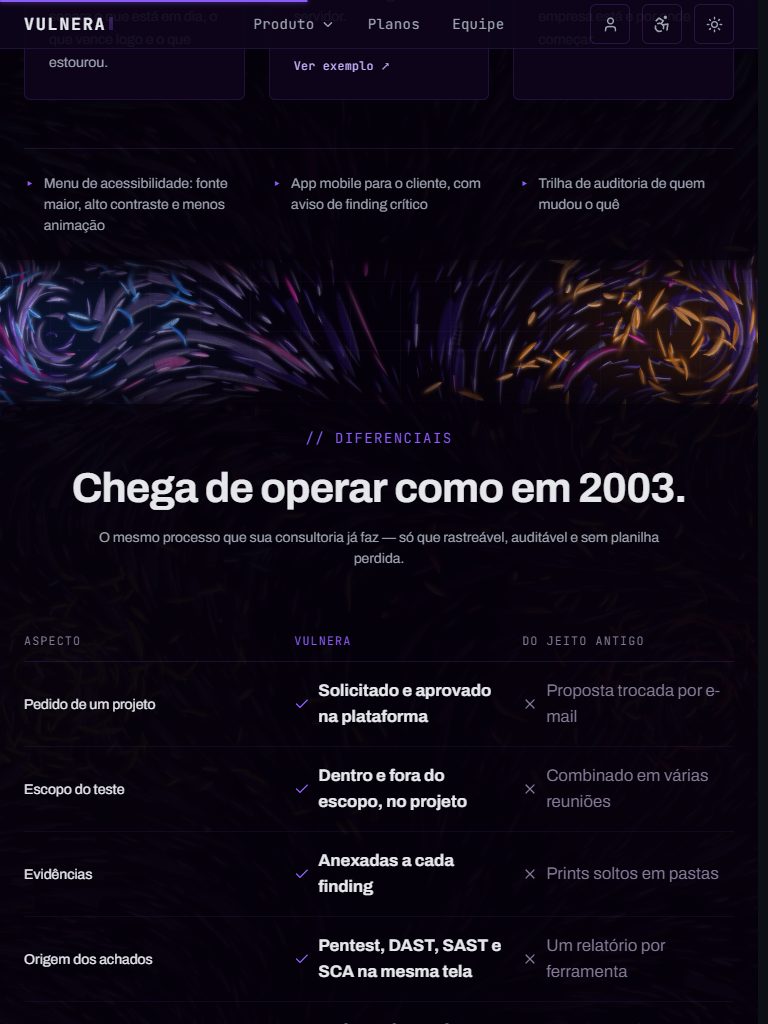 VULNERA
Produto
Planos
Equipe
que vence logo e o que
estourou.
Ver exemplo ↗
Menu de acessibilidade: fonte
maior, alto contraste e menos
animação
App mobile para o cliente, com
aviso de finding crítico
Trilha de auditoria de quem
mudou o quê
// DIFERENCIAIS
Chega de operar como em 2003.
O mesmo processo que sua consultoria já faz — só que rastreável, auditável e sem planilha
perdida.
ASPECTO
VULNERA
DO JEITO ANTIGO
Pedido de um projeto
Solicitado e aprovado
na plataforma
Proposta trocada por e-
mail
Escopo do teste
Dentro e fora do
escopo, no projeto
Combinado em várias
reuniões
Evidências
Anexadas a cada
finding
Prints soltos em pastas
Origem dos achados
Pentest, DAST, SAST e
SCA na mesma tela
Um relatório por
ferramenta